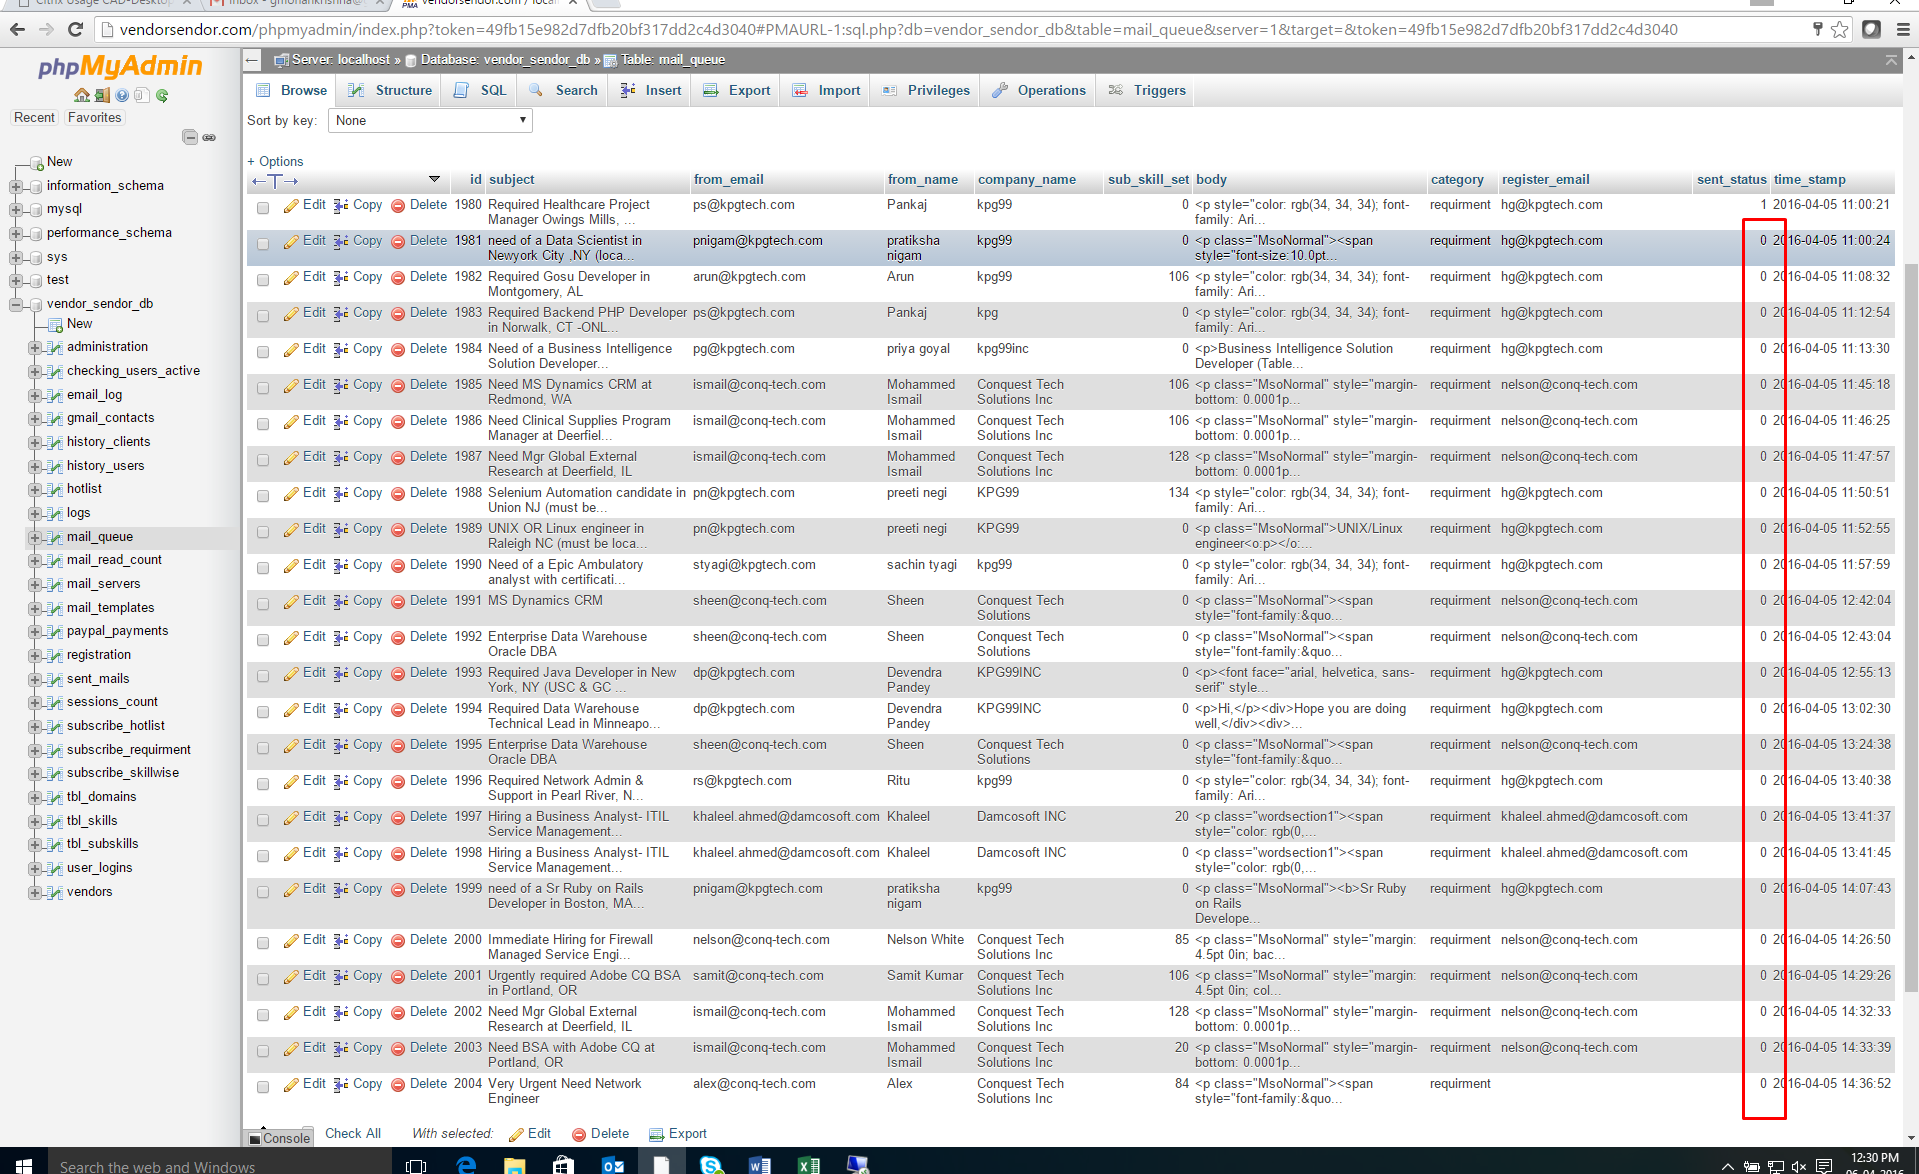 Citrix Usage CAD-Desktop
Inbox - gmohankrishna@
vendorsendor.com / local
vendorsendor.com/phpmyadmin/index.php?token=49fb15e982d7dfb20bf317dd2c4d3040#PMAURL-1:sql.php?db=vendor_sendor_db&table=mail_queue&server=1&target=&token=49fb15e982d7dfb20bf317dd2c4d3040
phpMyAdmin
Recent Favorites
New
information_schema
mysql
performance_schema
sys
test
vendor_sendor_db
New
administration
checking_users_active
email_log
gmail_contacts
history_clients
history_users
hotlist
logs
mail_queue
mail_read_count
mail_servers
mail_templates
paypal_payments
registration
sent_mails
sessions_count
subscribe_hotlist
subscribe_requirment
subscribe_skillwise
tbl_domains
tbl_skills
tbl_subskills
user_logins
vendors
Server: localhost » Database: vendor_sendor_db » Table: mail_queue
Browse Structure SQL Search Insert Export Import Privileges Operations Triggers
Sort by key: None
+ Options
id subject from_email from_name company_name sub_skill_set body category register_email sent_status time_stamp
Edit Copy Delete 1980 Required Healthcare Project ps@kpgtech.com Pankaj kpg99 0 <p style="color: rgb(34, 34, 34); font- requirment hg@kpgtech.com 1 2016-04-05 11:00:21
Manager Owings Mills, ... family: Ari...
Edit Copy Delete 1981 need of a Data Scientist in pnigam@kpgtech.com pratiksha kpg99 0 <p class="MsoNormal"><span requirment hg@kpgtech.com 0 2016-04-05 11:00:24
Newyork City ,NY (loca... nigam style="font-size:10.0pt...
Edit Copy Delete 1982 Required Gosu Developer in arun@kpgtech.com Arun kpg99 106 <p style="color: rgb(34, 34, 34); font- requirment hg@kpgtech.com 0 2016-04-05 11:08:32
Montgomery, AL family: Ari...
Edit Copy Delete 1983 Required Backend PHP Developer ps@kpgtech.com Pankaj kpg 0 <p style="color: rgb(34, 34, 34); font- requirment hg@kpgtech.com 0 2016-04-05 11:12:54
in Norwalk, CT -ONL... family: Ari...
Edit Copy Delete 1984 Need of a Business Intelligence pg@kpgtech.com priya goyal kpg99inc 0 <p>Business Intelligence Solution requirment hg@kpgtech.com 0 2016-04-05 11:13:30
Solution Developer... Developer (Table...
Edit Copy Delete 1985 Need MS Dynamics CRM at ismail@conq-tech.com Mohammed Conquest Tech 106 <p class="MsoNormal" style="margin- requirment nelson@conq-tech.com 0 2016-04-05 11:45:18
Redmond, WA Ismail Solutions Inc bottom: 0.0001p...
Edit Copy Delete 1986 Need Clinical Supplies Program ismail@conq-tech.com Mohammed Conquest Tech 106 <p class="MsoNormal" style="margin- requirment nelson@conq-tech.com 0 2016-04-05 11:46:25
Manager at Deerfiel... Ismail Solutions Inc bottom: 0.0001p...
Edit Copy Delete 1987 Need Mgr Global External ismail@conq-tech.com Mohammed Conquest Tech 128 <p class="MsoNormal" style="margin- requirment nelson@conq-tech.com 0 2016-04-05 11:47:57
Research at Deerfield, IL Ismail Solutions Inc bottom: 0.0001p...
Edit Copy Delete 1988 Selenium Automation candidate in pn@kpgtech.com preeti negi KPG99 134 <p style="color: rgb(34, 34, 34); font- requirment hg@kpgtech.com 0 2016-04-05 11:50:51
Union NJ (must be... family: Ari...
Edit Copy Delete 1989 UNIX OR Linux engineer in pn@kpgtech.com preeti negi KPG99 0 <p class="MsoNormal">UNIX/Linux requirment hg@kpgtech.com 0 2016-04-05 11:52:55
Raleigh NC (must be loca... engineer<o:p></o:...
Edit Copy Delete 1990 Need of a Epic Ambulatory styagi@kpgtech.com sachin tyagi kpg99 0 <p style="color: rgb(34, 34, 34); font- requirment hg@kpgtech.com 0 2016-04-05 11:57:59
analyst with certificati... family: Ari...
Edit Copy Delete 1991 MS Dynamics CRM sheen@conq-tech.com Sheen Conquest Tech 0 <p class="MsoNormal"><span requirment nelson@conq-tech.com 0 2016-04-05 12:42:04
Solutions style="font-family:&quo...
Edit Copy Delete 1992 Enterprise Data Warehouse sheen@conq-tech.com Sheen Conquest Tech 0 <p class="MsoNormal"><span requirment nelson@conq-tech.com 0 2016-04-05 12:43:04
Oracle DBA Solutions style="font-family:&quo...
Edit Copy Delete 1993 Required Java Developer in New dp@kpgtech.com Devendra KPG99INC 0 <p><font face="arial, helvetica, sans- requirment hg@kpgtech.com 0 2016-04-05 12:55:13
York, NY (USC & GC ... Pandey serif" style...
Edit Copy Delete 1994 Required Data Warehouse dp@kpgtech.com Devendra KPG99INC 0 <p>Hi,</p><div>Hope you are doing requirment hg@kpgtech.com 0 2016-04-05 13:02:30
Technical Lead in Minneapo... Pandey well,</div><div>...
Edit Copy Delete 1995 Enterprise Data Warehouse sheen@conq-tech.com Sheen Conquest Tech 0 <p class="MsoNormal"><span requirment nelson@conq-tech.com 0 2016-04-05 13:24:38
Oracle DBA Solutions style="font-family:&quo...
Edit Copy Delete 1996 Required Network Admin & rs@kpgtech.com Ritu kpg99 0 <p style="color: rgb(34, 34, 34); font- requirment hg@kpgtech.com 0 2016-04-05 13:40:38
Support in Pearl River, N... family: Ari...
Edit Copy Delete 1997 Hiring a Business Analyst- ITIL khaleel.ahmed@damcosoft.com Khaleel Damcosoft INC 20 <p class="wordsection1"><span requirment khaleel.ahmed@damcosoft.com 0 2016-04-05 13:41:37
Service Management... style="color: rgb(0,...
Edit Copy Delete 1998 Hiring a Business Analyst- ITIL khaleel.ahmed@damcosoft.com Khaleel Damcosoft INC 0 <p class="wordsection1"><span requirment khaleel.ahmed@damcosoft.com 0 2016-04-05 13:41:45
Service Management... style="color: rgb(0,...
Edit Copy Delete 1999 need of a Sr Ruby on Rails pnigam@kpgtech.com pratiksha kpg99 0 <p class="MsoNormal"><b>Sr Ruby requirment hg@kpgtech.com 0 2016-04-05 14:07:43
Developer in Boston, MA... nigam on Rails
Develope...
Edit Copy Delete 2000 Immediate Hiring for Firewall nelson@conq-tech.com Nelson White Conquest Tech 85 <p class="MsoNormal" style="margin: requirment nelson@conq-tech.com 0 2016-04-05 14:26:50
Managed Service Engi... Solutions Inc 4.5pt 0in; bac...
Edit Copy Delete 2001 Urgently required Adobe CQ BSA samit@conq-tech.com Samit Kumar Conquest Tech 106 <p class="MsoNormal" style="margin: requirment nelson@conq-tech.com 0 2016-04-05 14:29:26
in Portland, OR Solutions Inc 4.5pt 0in; col...
Edit Copy Delete 2002 Need Mgr Global External ismail@conq-tech.com Mohammed Conquest Tech 128 <p class="MsoNormal" style="margin- requirment nelson@conq-tech.com 0 2016-04-05 14:32:33
Research at Deerfield, IL Ismail Solutions Inc bottom: 0.0001p...
Edit Copy Delete 2003 Need BSA with Adobe CQ at ismail@conq-tech.com Mohammed Conquest Tech 20 <p class="MsoNormal" style="margin- requirment nelson@conq-tech.com 0 2016-04-05 14:33:39
Portland, OR Ismail Solutions Inc bottom: 0.0001p...
Edit Copy Delete 2004 Very Urgent Need Network alex@conq-tech.com Alex Conquest Tech 84 <p class="MsoNormal"><span requirment 0 2016-04-05 14:36:52
Engineer Solutions Inc style="font-family:&quo...
Console Check All With selected: Edit Delete Export
Search the web and Windows
12:30 PM
06-04-2016